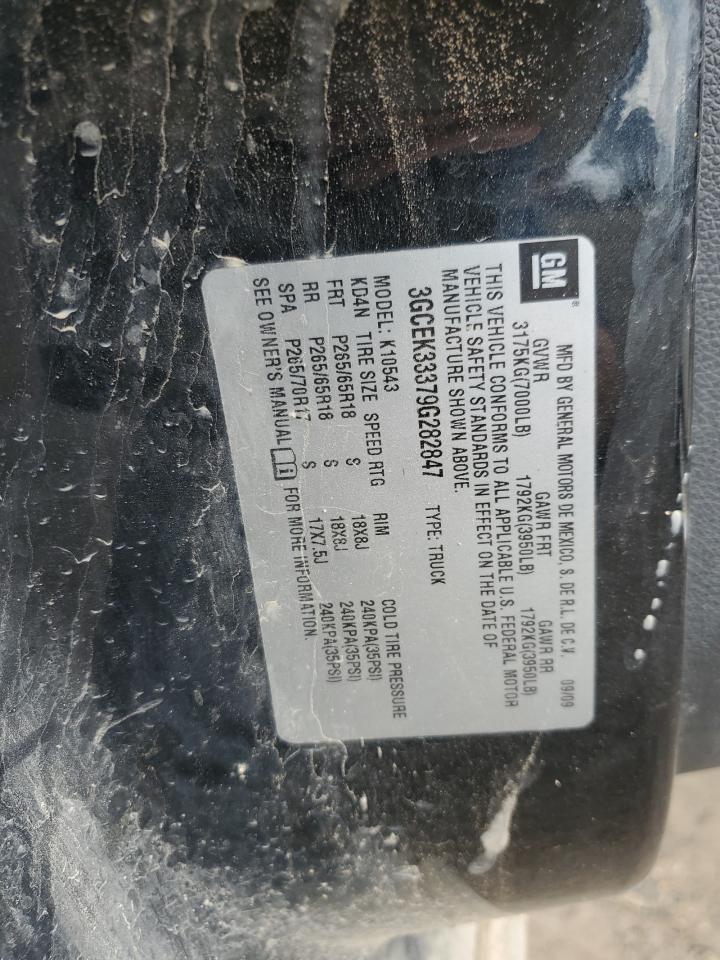 GM ®
MFD BY GENERAL MOTORS DE MEXICO, S. DE R.L. DE C.V. 09/09
GVWR GAWR FRT GAWR RR
3175KG(7000LB) 1792KG(3950LB) 1792KG(3950LB)
THIS VEHICLE CONFORMS TO ALL APPLICABLE U.S. FEDERAL MOTOR
VEHICLE SAFETY STANDARDS IN EFFECT ON THE DATE OF
MANUFACTURE SHOWN ABOVE.
3GCEK33379G282847 TYPE: TRUCK
MODEL: K10543
KD4N TIRE SIZE SPEED RTG RIM COLD TIRE PRESSURE
FRT P265/65R18 S 18X8J 240KPA(35PSI)
RR P265/65R18 S 18X8J 240KPA(35PSI)
SPA P265/70R17 S 17X7.5J 240KPA(35PSI)
SEE OWNER'S MANUAL i FOR MORE INFORMATION.